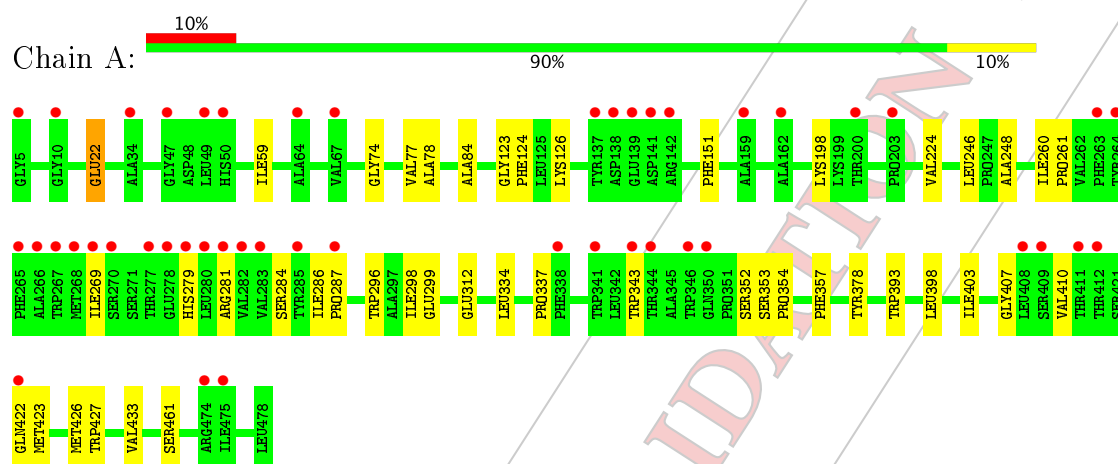 10%
Chain A:
90% 10%
GLY5 GLY10 GLU22 ALA34 GLY47 ASP48 LEU49 HIS50 ILE59 ALA64 VAL67 GLY74 VAL77 ALA78 ALA84 GLY123 PHE124 LEU125 LYS126 TYR137 ASP138 GLU139 ASP141 ARG142 PHE151 ALA159 ALA162 LYS198 LYS199 THR200 PRO203 VAL224 LEU246 PRO247 ALA248 ILE260 PRO261 VAL262 PHE263 TYR264
PHE265 ALA266 TRP267 MET268 ILE269 SER270 SER271 THR277 GLU278 HIS279 LEU280 ARG281 VAL282 VAL283 SER284 TYR285 ILE286 PRO287 TRP296 ALA297 ILE298 GLU299 GLU312 LEU334 PRO337 PHE338 TRP341 LEU342 TRP343 THR344 ALA345 TRP346 GLN350 PRO351 SER352 SER353 PRO354 PHE357 TYR378 TRP393 LEU398 ILE403 GLY407 LEU408 SER409 VAL410 THR411 THR412 SER421
GLN422 MET423 MET426 TRP427 VAL433 SER461 ARG474 ILE475 LEU478